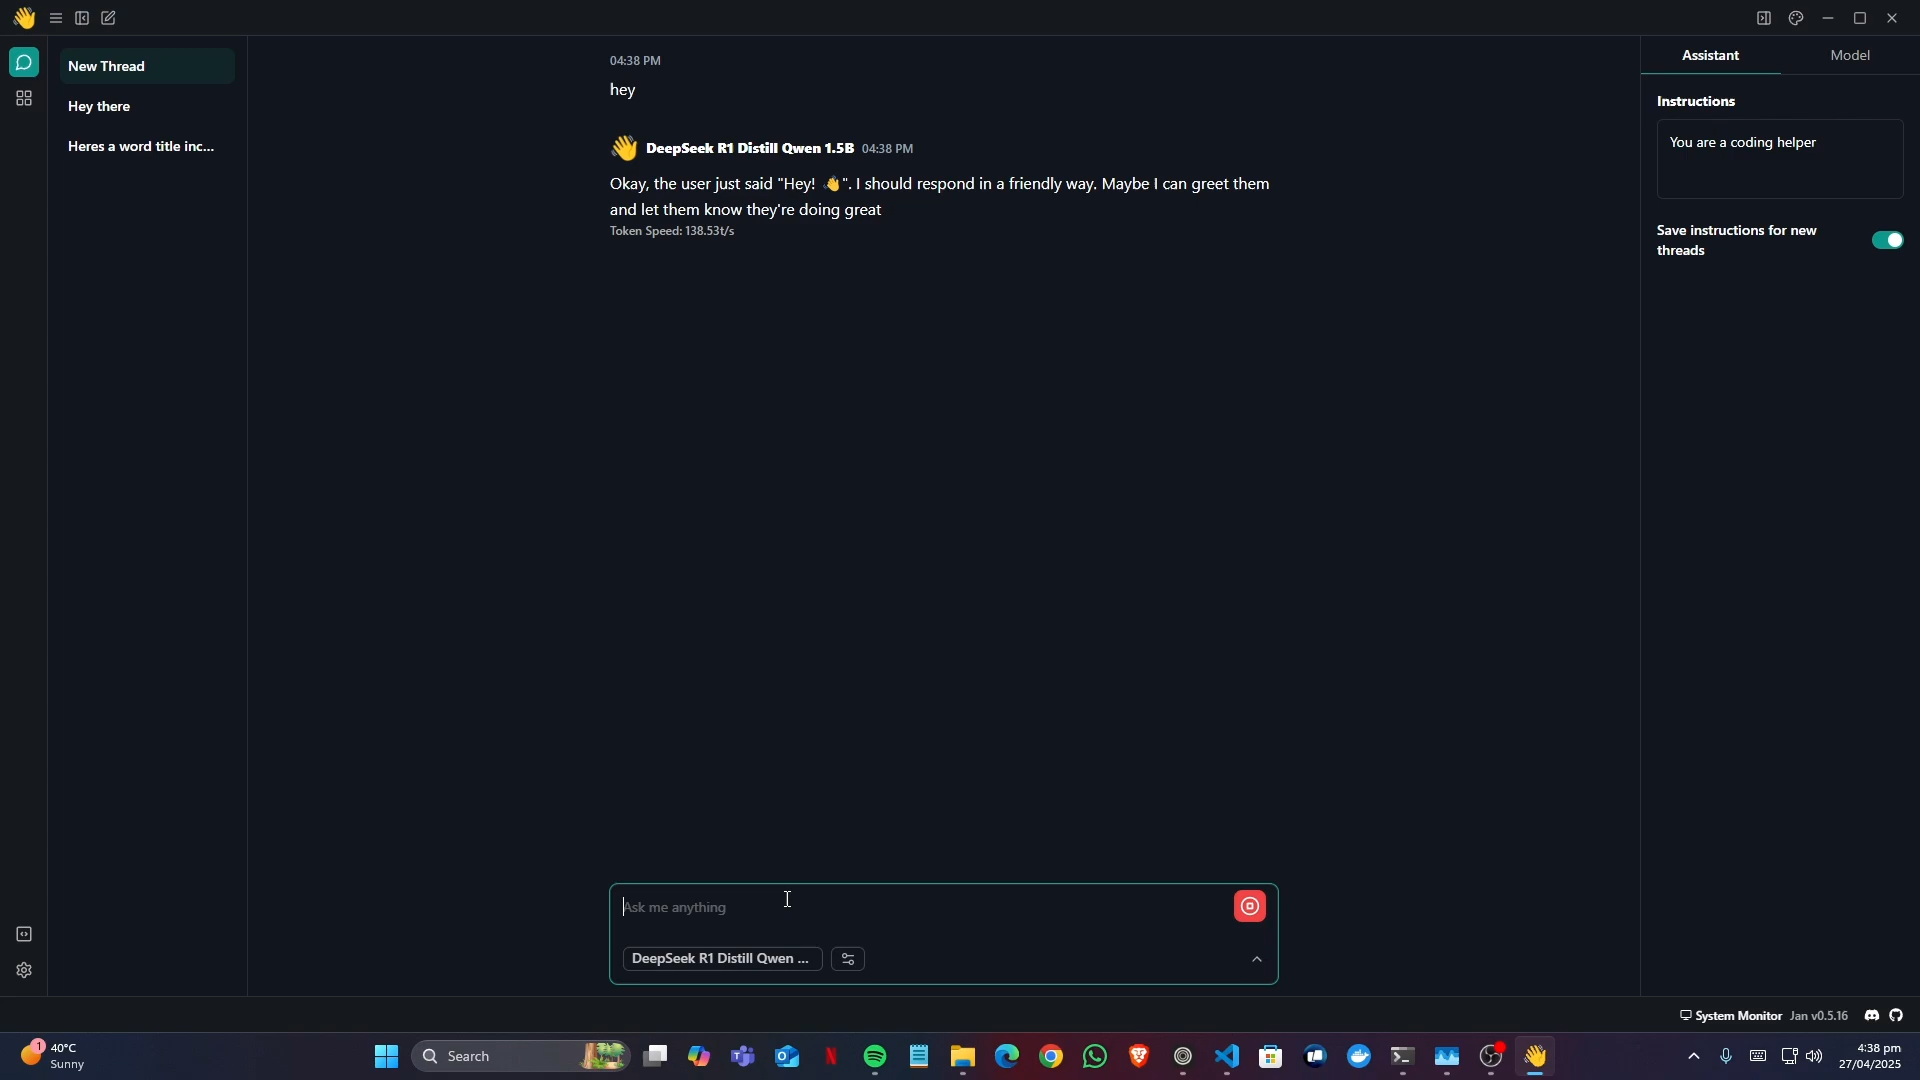 New Thread
Hey there
Heres a word title inc...
04:38 PM
hey
DeepSeek R1 Distill Qwen 1.5B 04:38 PM
Okay, the user just said "Hey! 👋". I should respond in a friendly way. Maybe I can greet them
and let them know they're doing great
Token Speed: 138.53t/s
Ask me anything
DeepSeek R1 Distill Qwen ...
Assistant Model
Instructions
You are a coding helper
Save instructions for new
threads
System Monitor Jan v0.5.16
1
40°C
Sunny
Search
4:38 pm
27/04/2025